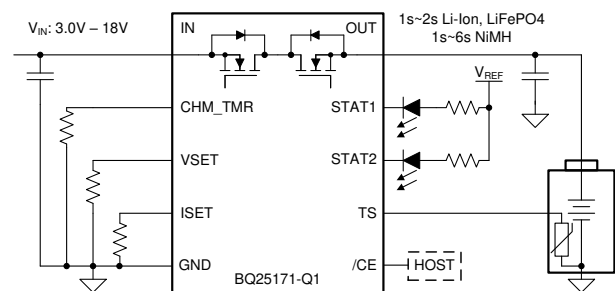 V_IN: 3.0V – 18V
IN
OUT
1s~2s Li-Ion, LiFePO4
1s~6s NiMH
V_REF
CHM_TMR
STAT1
VSET
STAT2
ISET
TS
GND
/CE
HOST
BQ25171-Q1